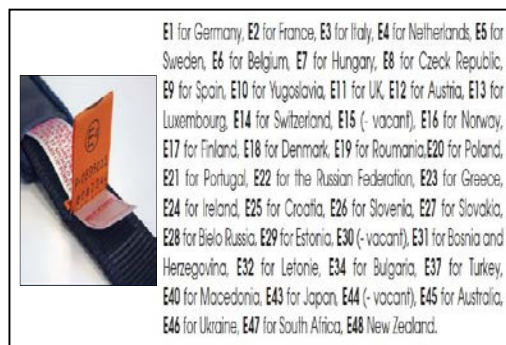 E1 for Germany, E2 for France, E3 for Italy, E4 for Netherlands, E5 for
Sweden, E6 for Belgium, E7 for Hungary, E8 for Czeck Republic,
E9 for Spain, E10 for Yugoslavia, E11 for UK, E12 for Austria, E13 for
Luxembourg, E14 for Switzerland, E15 (- vacant), E16 for Norway,
E17 for Finland, E18 for Denmark, E19 for Roumania,E20 for Poland,
E21 for Portugal, E22 for the Russian Federation, E23 for Greece,
E24 for Ireland, E25 for Croatia, E26 for Slovenia, E27 for Slovakia,
E28 for Bielo Russia, E29 for Estonia, E30 (- vacant), E31 for Bosnia and
Herzegovina, E32 for Letonie, E34 for Bulgaria, E37 for Turkey,
E40 for Macedonia, E43 for Japan, E44 (- vacant), E45 for Australia,
E46 for Ukraine, E47 for South Africa, E48 New Zealand.